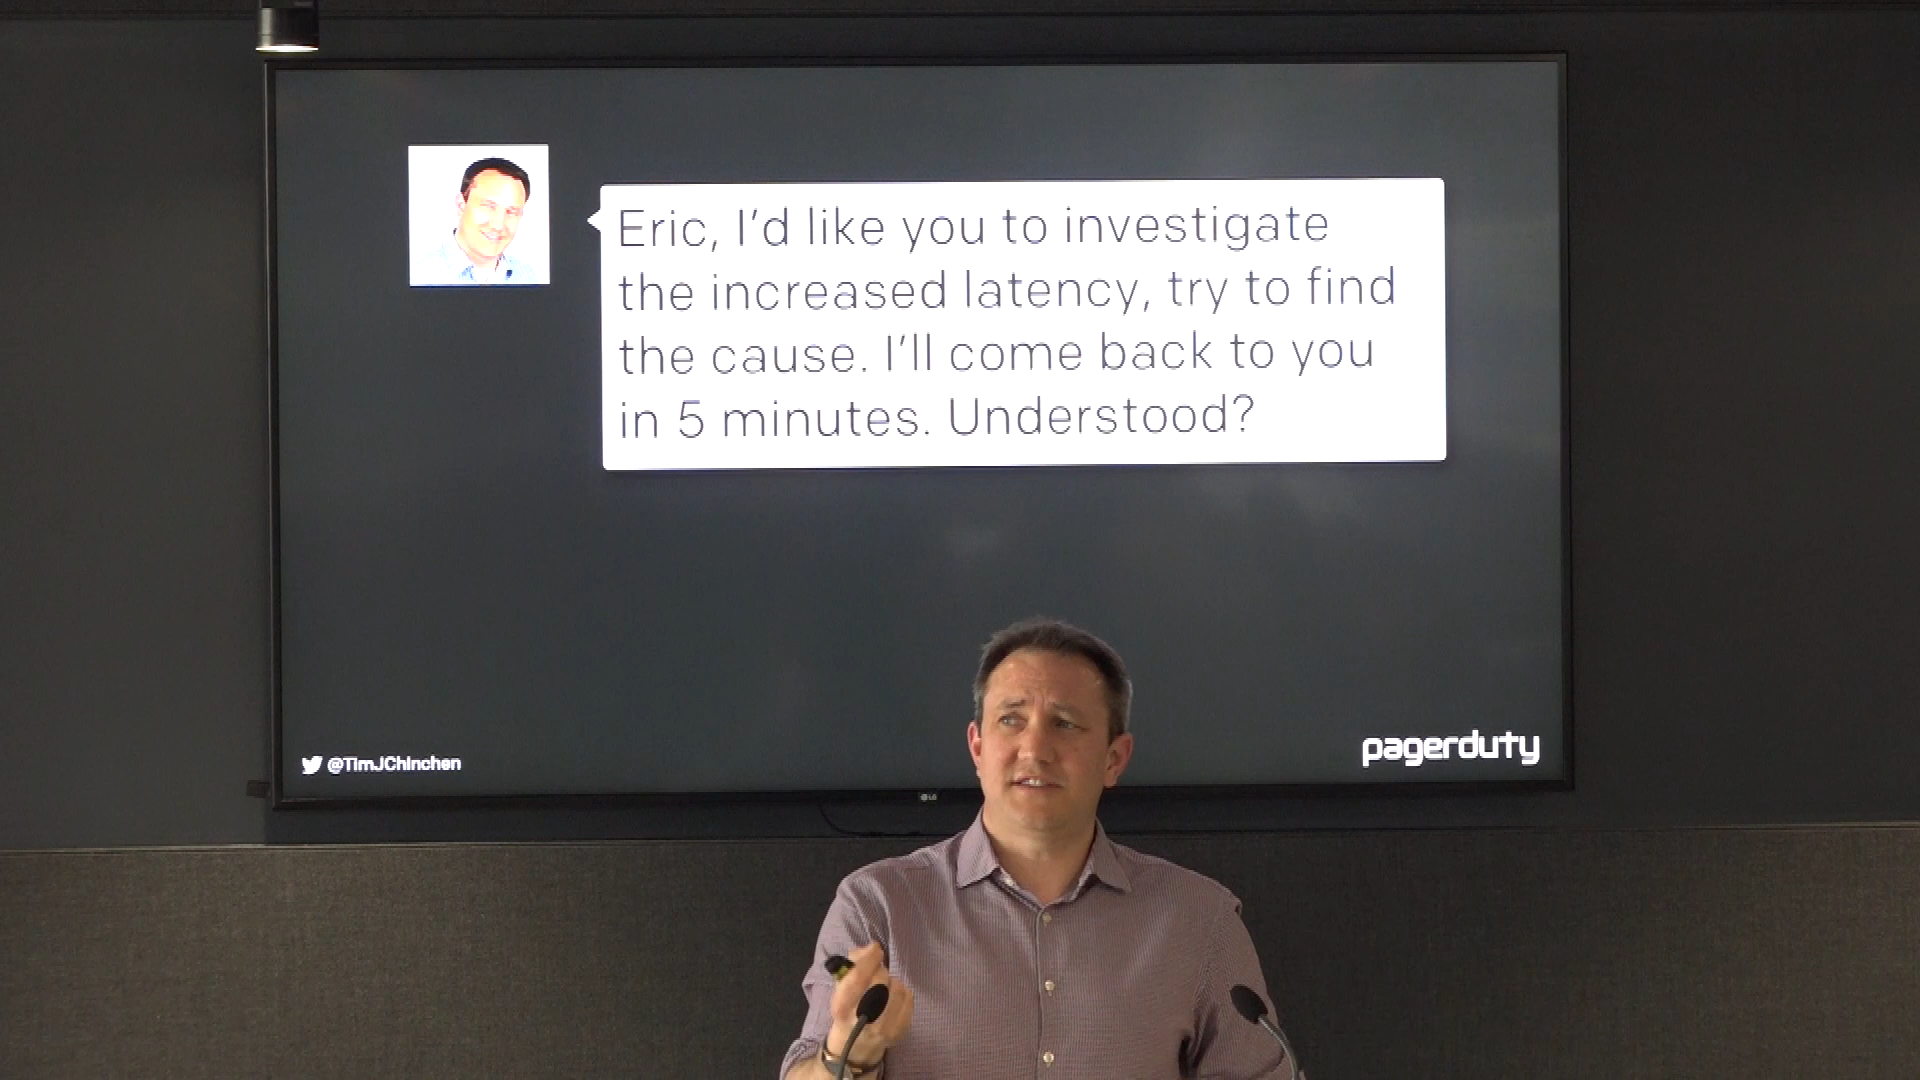 Eric, I'd like you to investigate
the increased latency, try to find
the cause. I'll come back to you
in 5 minutes. Understood?
@TimJChinchen
pagerduty
LG